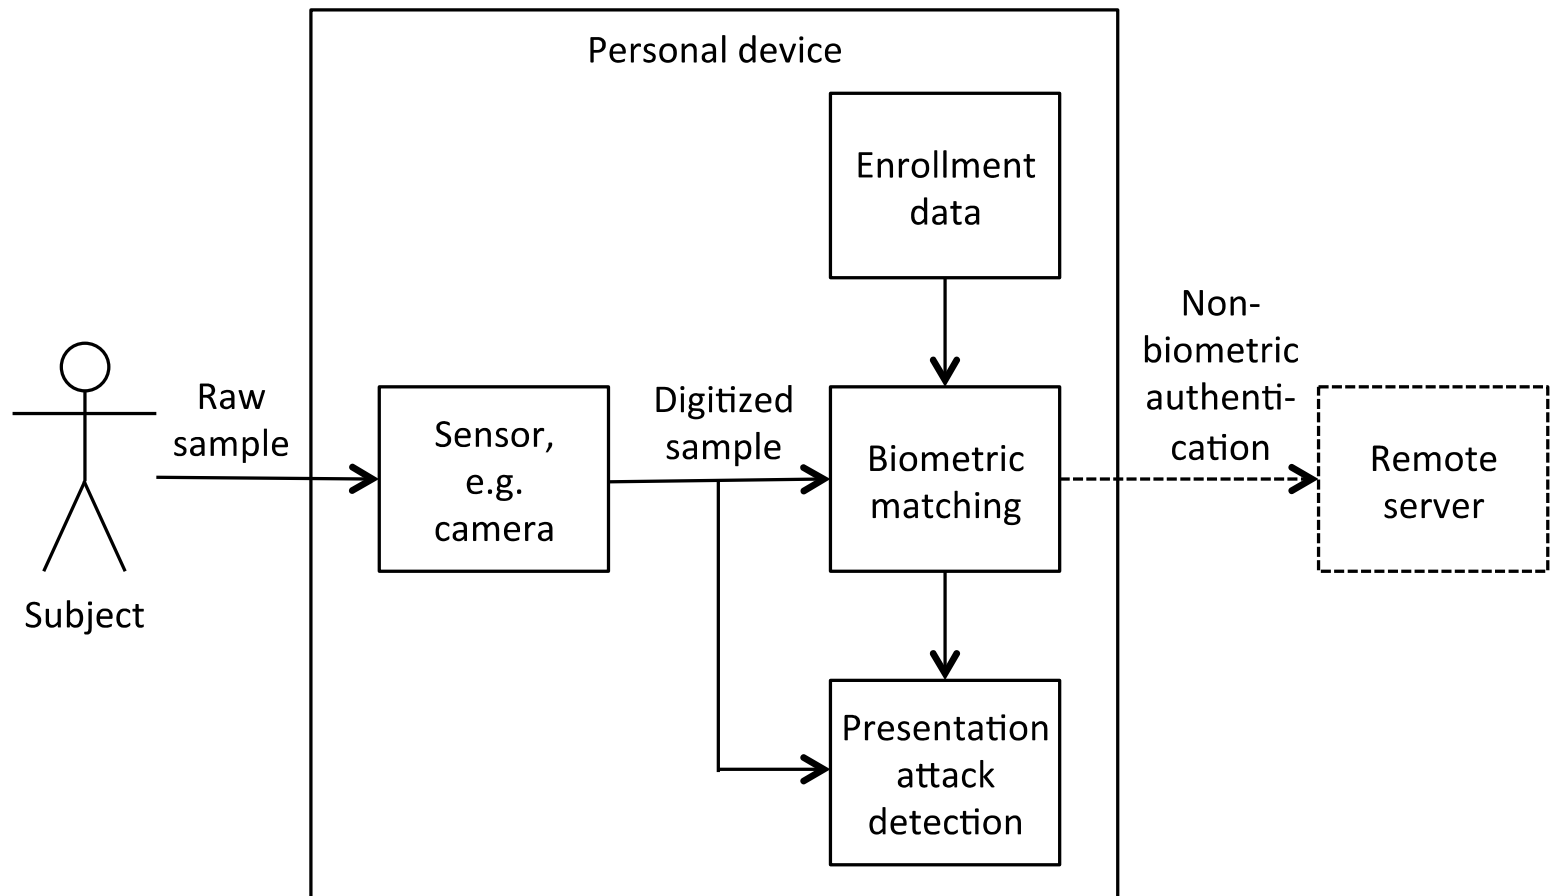 Personal device
Enrollment
data
Non-
biometric
authenti-
cation
Raw
sample
Digitized
sample
Sensor,
e.g.
camera
Biometric
matching
Remote
server
Subject
Presentation
attack
detection